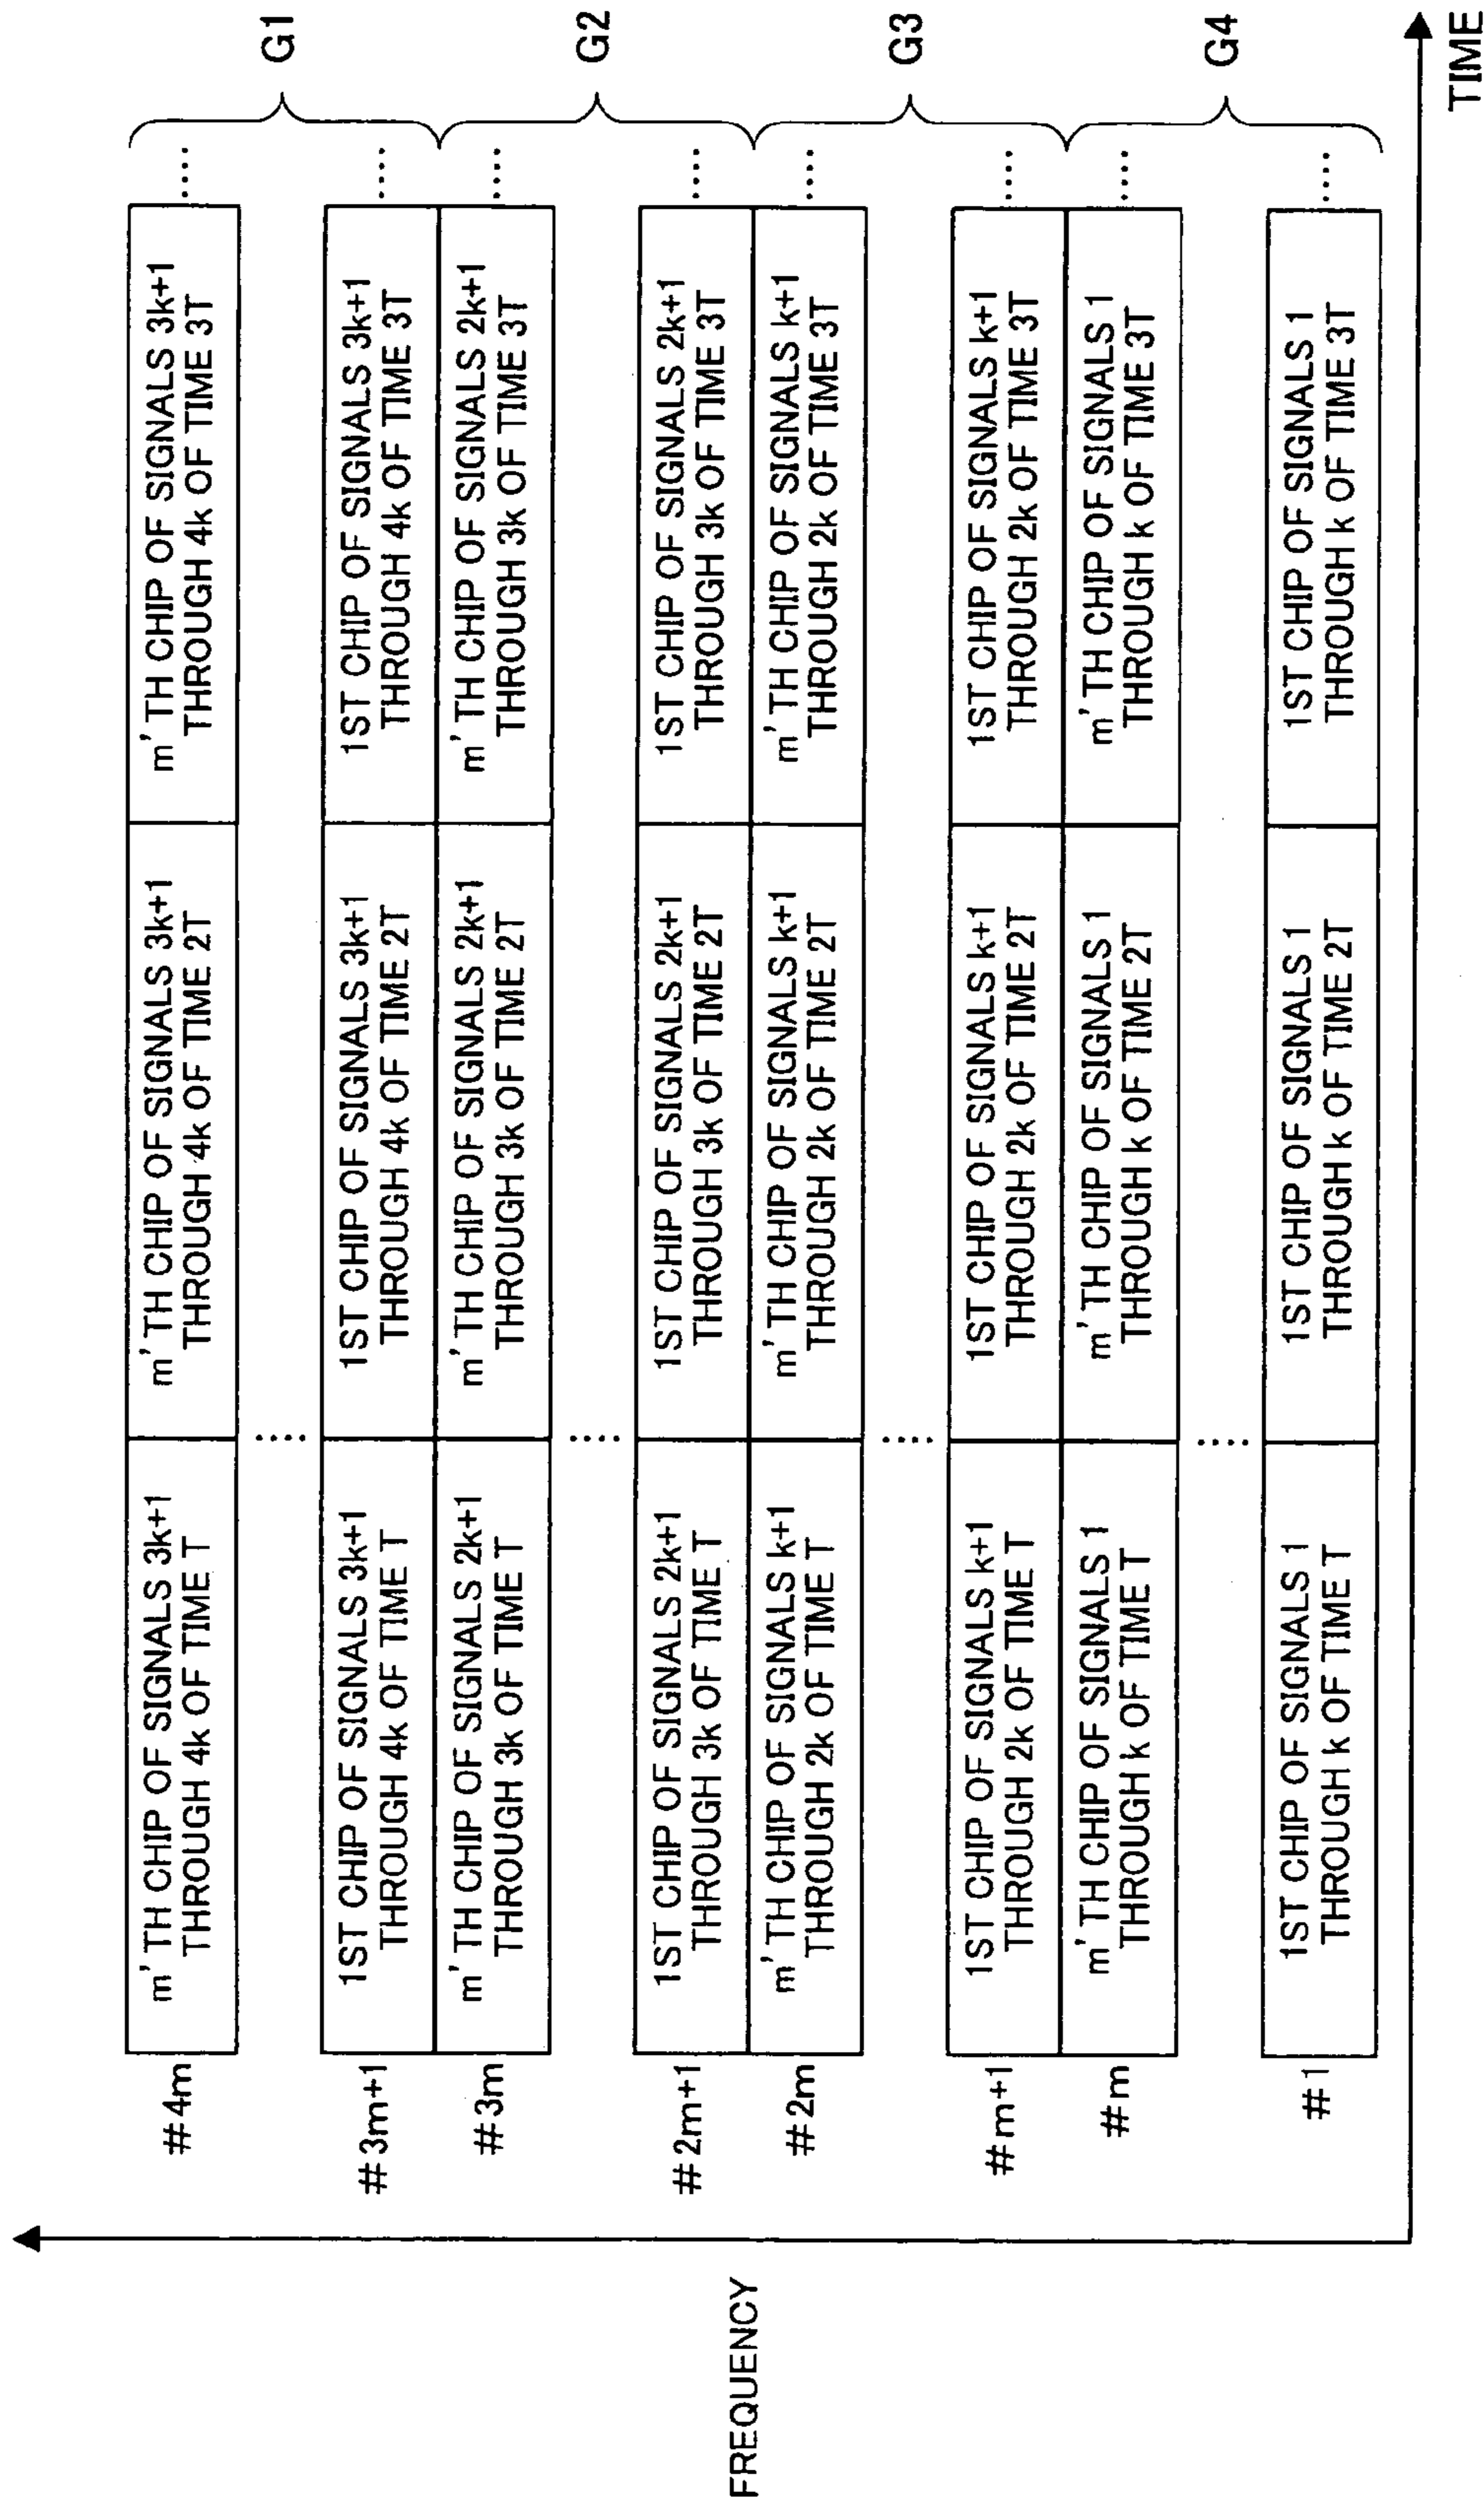 FREQUENCY
#4m
m' TH CHIP OF SIGNALS 3k+1
THROUGH 4k OF TIME T
m' TH CHIP OF SIGNALS 3k+1
THROUGH 4k OF TIME 2T
m' TH CHIP OF SIGNALS 3k+1
THROUGH 4k OF TIME 3T
G1
#3m+1
1ST CHIP OF SIGNALS 3k+1
THROUGH 4k OF TIME T
1ST CHIP OF SIGNALS 3k+1
THROUGH 4k OF TIME 2T
1ST CHIP OF SIGNALS 3k+1
THROUGH 4k OF TIME 3T
#3m
m' TH CHIP OF SIGNALS 2k+1
THROUGH 3k OF TIME T
m' TH CHIP OF SIGNALS 2k+1
THROUGH 3k OF TIME 2T
m' TH CHIP OF SIGNALS 2k+1
THROUGH 3k OF TIME 3T
G2
#2m+1
1ST CHIP OF SIGNALS 2k+1
THROUGH 3k OF TIME T
1ST CHIP OF SIGNALS 2k+1
THROUGH 3k OF TIME 2T
1ST CHIP OF SIGNALS 2k+1
THROUGH 3k OF TIME 3T
#2m
m' TH CHIP OF SIGNALS k+1
THROUGH 2k OF TIME T
m' TH CHIP OF SIGNALS k+1
THROUGH 2k OF TIME 2T
m' TH CHIP OF SIGNALS k+1
THROUGH 2k OF TIME 3T
G3
#m+1
1ST CHIP OF SIGNALS k+1
THROUGH 2k OF TIME T
1ST CHIP OF SIGNALS k+1
THROUGH 2k OF TIME 2T
1ST CHIP OF SIGNALS k+1
THROUGH 2k OF TIME 3T
#m
m' TH CHIP OF SIGNALS 1
THROUGH k OF TIME T
m' TH CHIP OF SIGNALS 1
THROUGH k OF TIME 2T
m' TH CHIP OF SIGNALS 1
THROUGH k OF TIME 3T
G4
#1
1ST CHIP OF SIGNALS 1
THROUGH k OF TIME T
1ST CHIP OF SIGNALS 1
THROUGH k OF TIME 2T
1ST CHIP OF SIGNALS 1
THROUGH k OF TIME 3T
TIME